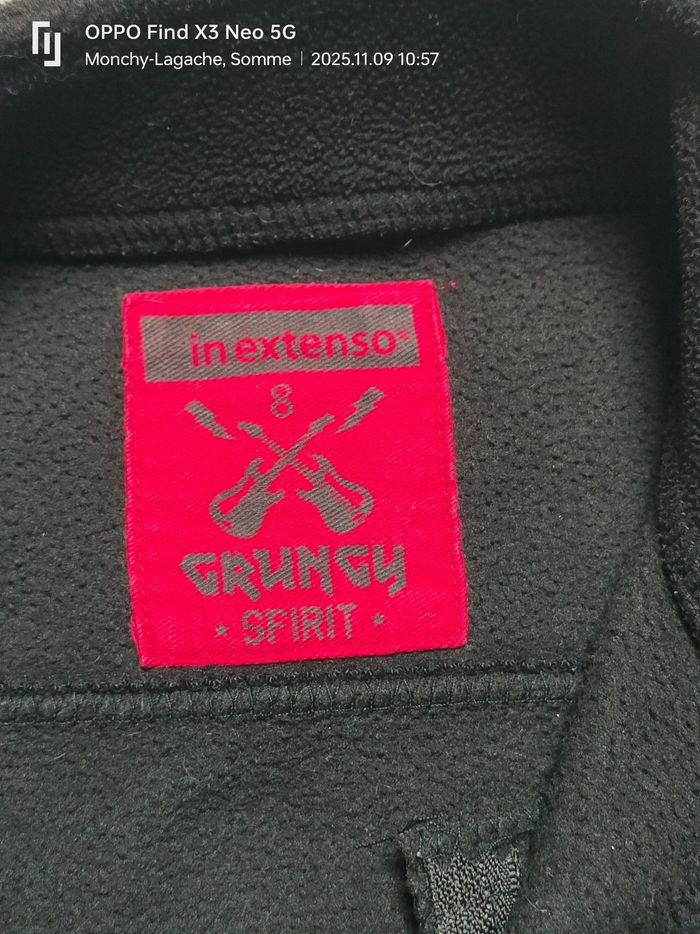 OPPO Find X3 Neo 5G
Monchy-Lagache, Somme | 2025.11.09 10:57
in extenso®
8
GRUNGY
• SPIRIT •